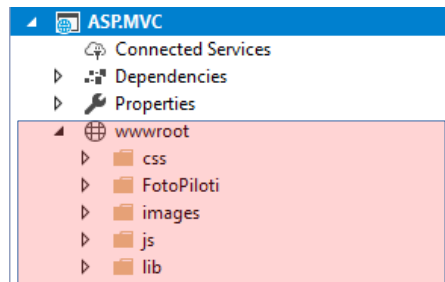 ASP.MVC
Connected Services
Dependencies
Properties
wwwroot
css
FotoPiloti
images
js
lib